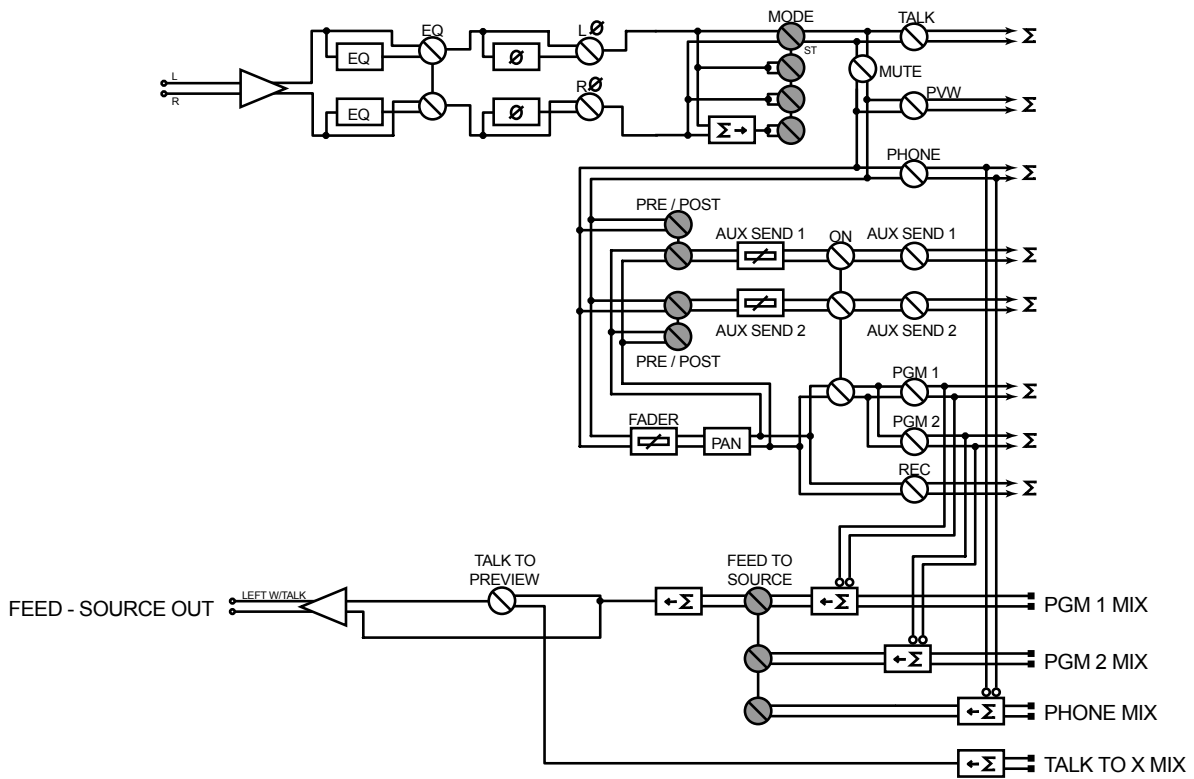 MODE
TALK
EQ
L Ø
Σ
ST
L
EQ
Ø
MUTE
R
R Ø
PVW
Σ
EQ
Ø
Σ →
PHONE
Σ
PRE / POST
AUX SEND 1
ON
AUX SEND 1
Σ
Σ
AUX SEND 2
AUX SEND 2
PRE / POST
PGM 1
Σ
FADER
PGM 2
PAN
Σ
REC
Σ
TALK TO
PREVIEW
FEED TO
SOURCE
LEFT W/TALK
FEED - SOURCE OUT
← Σ
← Σ
PGM 1 MIX
← Σ
PGM 2 MIX
← Σ
PHONE MIX
← Σ
TALK TO X MIX